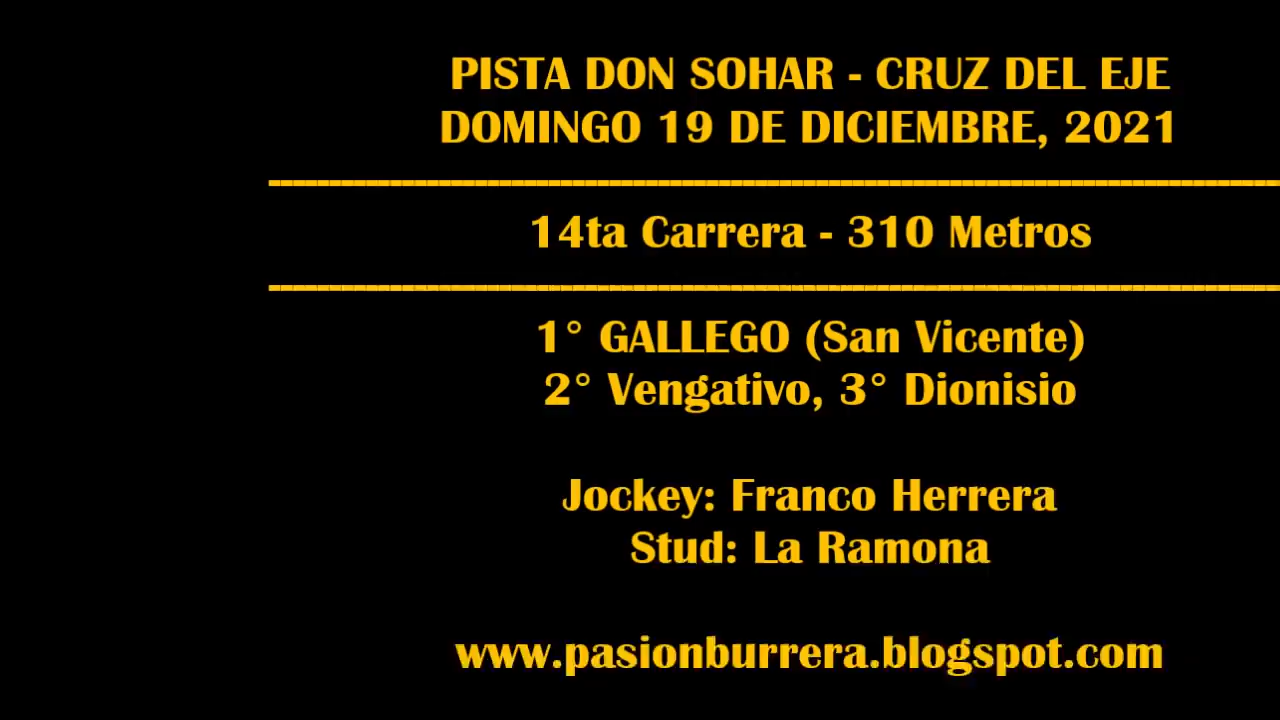 PISTA DON SOHAR - CRUZ DEL EJE
DOMINGO 19 DE DICIEMBRE, 2021
14ta Carrera - 310 Metros
1° GALLEGO (San Vicente)
2° Vengativo, 3° Dionisio
Jockey: Franco Herrera
Stud: La Ramona
www.pasionburrera.blogspot.com